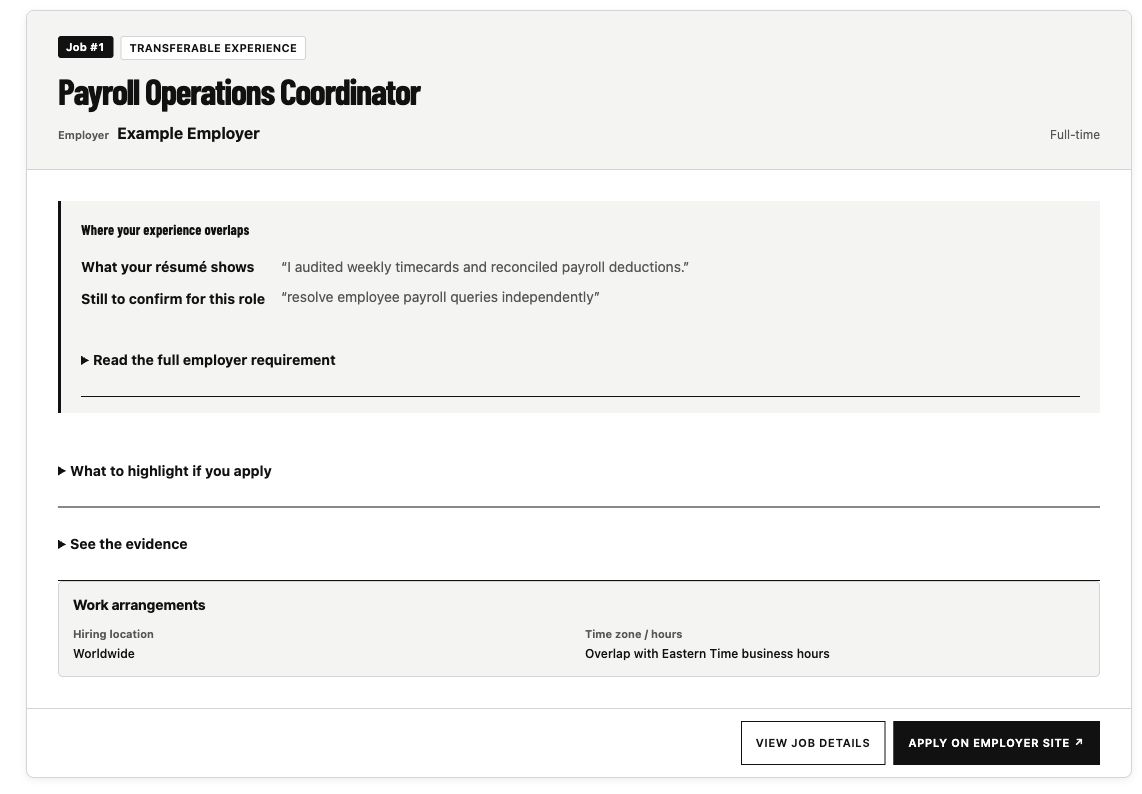 Job #1 TRANSFERABLE EXPERIENCE
Payroll Operations Coordinator
Employer Example Employer
Full-time
Where your experience overlaps
What your résumé shows “I audited weekly timecards and reconciled payroll deductions.”
Still to confirm for this role “resolve employee payroll queries independently”
▶ Read the full employer requirement
▶ What to highlight if you apply
▶ See the evidence
Work arrangements
Hiring location
Worldwide
Time zone / hours
Overlap with Eastern Time business hours
VIEW JOB DETAILS
APPLY ON EMPLOYER SITE ↗